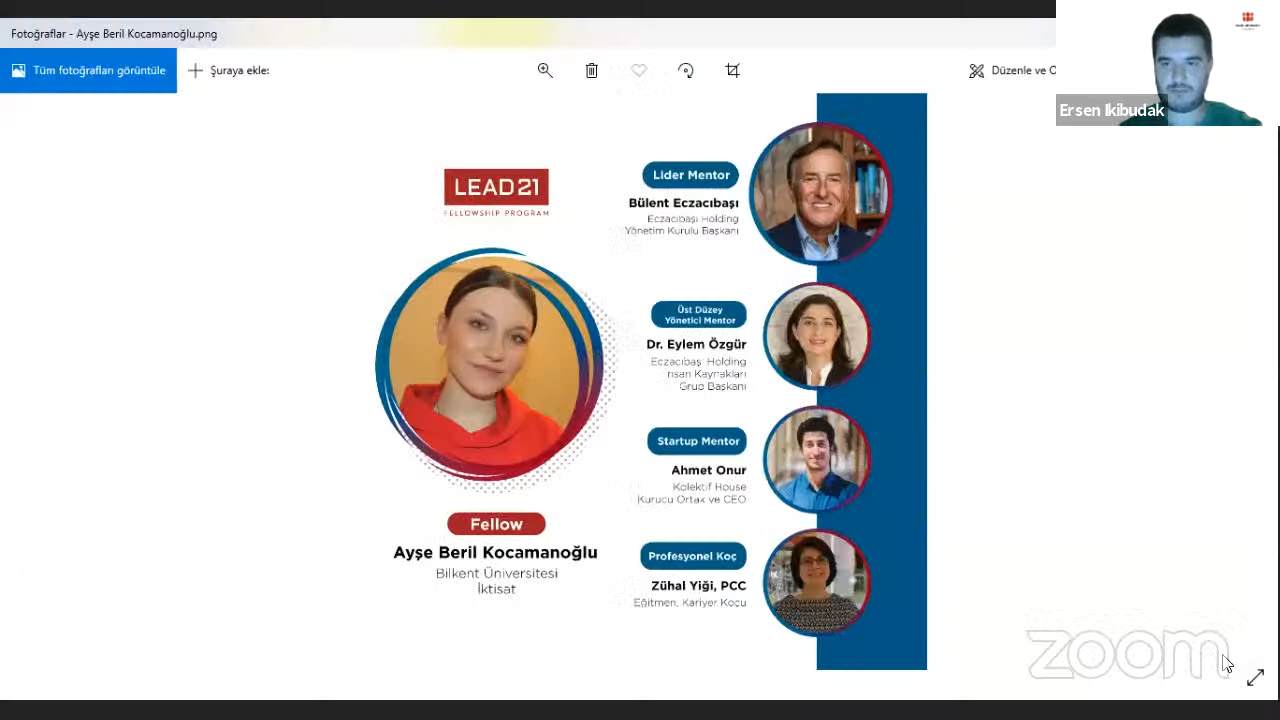 Fotoğraflar - Ayşe Beril Kocamanoğlu.png
Tüm fotoğrafları görüntüle
Şuraya ekle:
Düzenle ve O
Ersen Ikibudak
LEAD21
FELLOWSHIP PROGRAM
Fellow
Ayşe Beril Kocamanoğlu
Bilkent Üniversitesi
İktisat
Lider Mentor
Bülent Eczacıbaşı
Eczacıbaşı Holding
Yönetim Kurulu Başkanı
Üst Düzey
Yönetici Mentor
Dr. Eylem Özgür
Eczacıbaşı Holding
İnsan Kaynakları
Grup Başkanı
Startup Mentor
Ahmet Onur
Kolektif House
Kurucu Ortak ve CEO
Profesyonel Koç
Zühal Yiği, PCC
Eğitmen, Kariyer Koçu
zoom